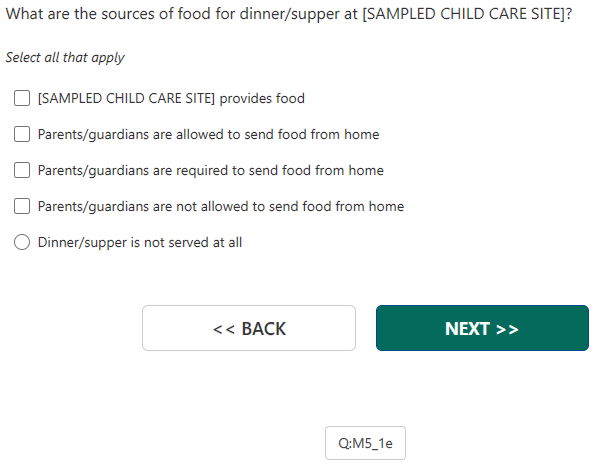 What are the sources of food for dinner/supper at [SAMPLED CHILD CARE SITE]?
Select all that apply
[SAMPLED CHILD CARE SITE] provides food
Parents/guardians are allowed to send food from home
Parents/guardians are required to send food from home
Parents/guardians are not allowed to send food from home
Dinner/supper is not served at all
<< BACK
NEXT >>
Q:M5_1e